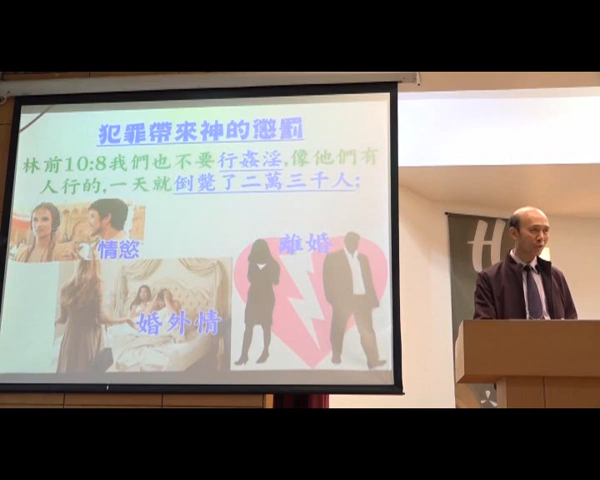 犯罪帶來神的懲罰
林前10:8我們也不要行姦淫,像他們有
人行的,一天就倒斃了二萬三千人;
情慾
離婚
婚外情
H